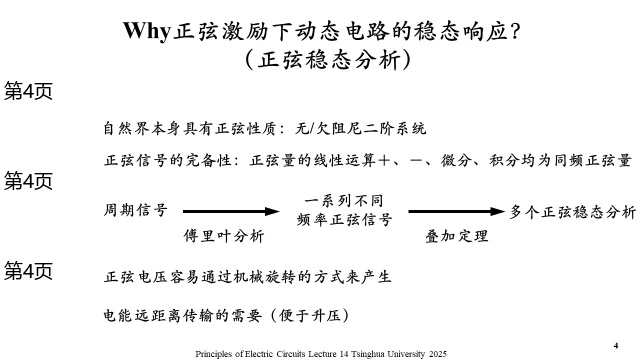 Why正弦激励下动态电路的稳态响应？
（正弦稳态分析）
第4页
自然界本身具有正弦性质：无/欠阻尼二阶系统
正弦信号的完备性：正弦量的线性运算＋、－、微分、积分均为同频正弦量
第4页
周期信号
傅里叶分析
一系列不同
频率正弦信号
叠加定理
多个正弦稳态分析
第4页
正弦电压容易通过机械旋转的方式来产生
电能远距离传输的需要（便于升压）
4
Principles of Electric Circuits Lecture 14 Tsinghua University 2025